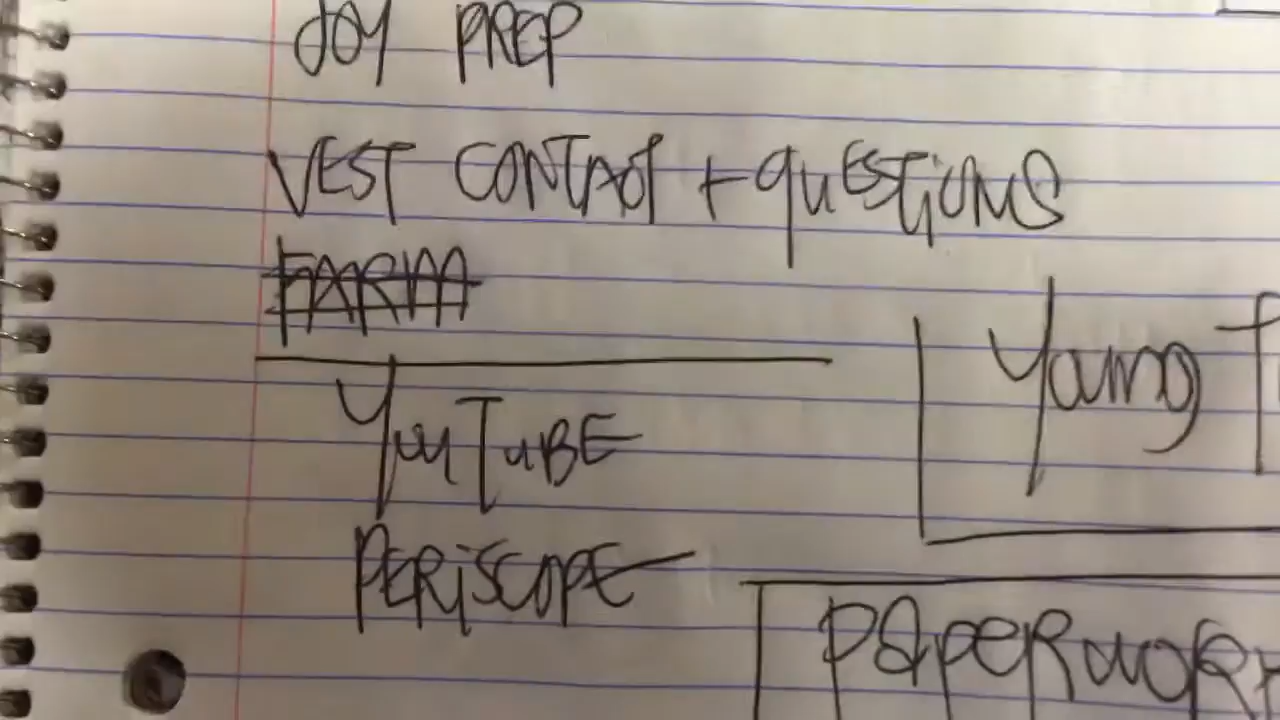 JOY PREP
VEST CONTACT + QUESTIONS
FARM
YOUTUBE
PERISCOPE
Young
PAPERWORK